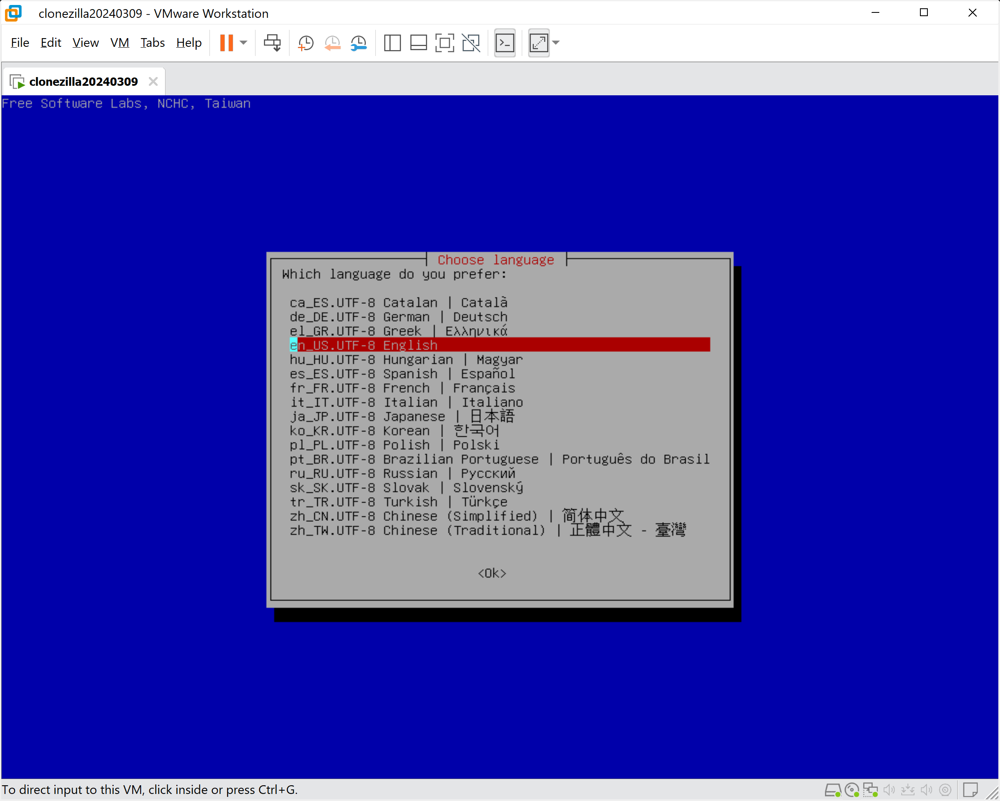 clonezilla20240309 - VMware Workstation
File Edit View VM Tabs Help
clonezilla20240309
Free Software Labs, NCHC, Taiwan
Choose language
Which language do you prefer:
ca_ES.UTF-8 Catalan | Català
de_DE.UTF-8 German | Deutsch
el_GR.UTF-8 Greek | Ελληνικά
en_US.UTF-8 English
hu_HU.UTF-8 Hungarian | Magyar
es_ES.UTF-8 Spanish | Español
fr_FR.UTF-8 French | Français
it_IT.UTF-8 Italian | Italiano
ja_JP.UTF-8 Japanese | 日本語
ko_KR.UTF-8 Korean | 한국어
pl_PL.UTF-8 Polish | Polski
pt_BR.UTF-8 Brazilian Portuguese | Português do Brasil
ru_RU.UTF-8 Russian | Русский
sk_SK.UTF-8 Slovak | Slovenský
tr_TR.UTF-8 Turkish | Türkçe
zh_CN.UTF-8 Chinese (Simplified) | 简体中文
zh_TW.UTF-8 Chinese (Traditional) | 正體中文 - 臺灣
<Ok>
To direct input to this VM, click inside or press Ctrl+G.